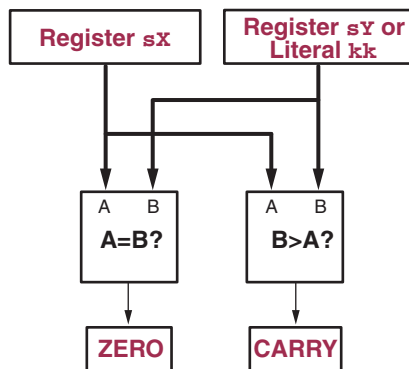 Register sX
Register sY or
Literal kk
A B
A=B?
A B
B>A?
ZERO
CARRY